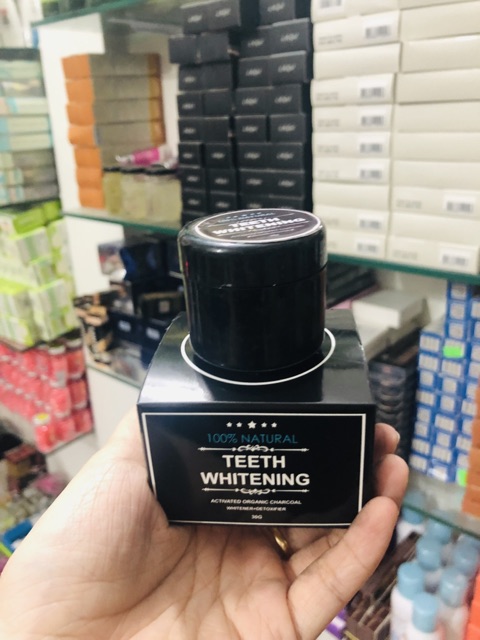 TEETH
WHITENING
100% NATURAL
TEETH
WHITENING
ACTIVATED ORGANIC CHARCOAL
WHITENER+DETOXIFIER
30G